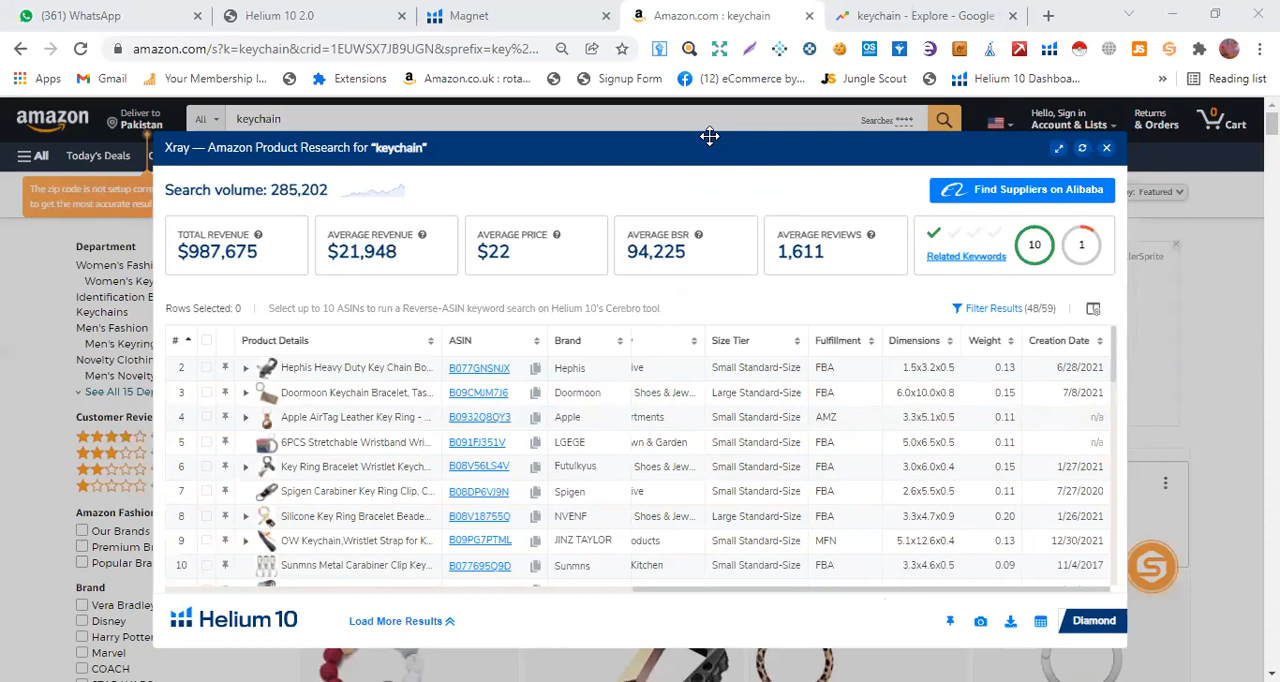 (361) WhatsApp
Helium 10 2.0
Magnet
Amazon.com : keychain
keychain - Explore - Google
amazon.com/s?k=keychain&crid=1EUWSX7JB9UGN&sprefix=key%2...
Apps
Gmail
Your Membership I...
Extensions
Amazon.co.uk : rota...
Signup Form
(12) eCommerce by...
Jungle Scout
Helium 10 Dashboa...
Reading list
amazon
Deliver to
Pakistan
All
keychain
Searches
Hello, Sign in
Account & Lists
Returns
& Orders
0
Cart
All
Today's Deals
The zip code is not setup corre
to get the most accurate resul
by: Featured
Xray — Amazon Product Research for "keychain"
Search volume: 285,202
Find Suppliers on Alibaba
TOTAL REVENUE
$987,675
AVERAGE REVENUE
$21,948
AVERAGE PRICE
$22
AVERAGE BSR
94,225
AVERAGE REVIEWS
1,611
Related Keywords
10
1
Rows Selected: 0
Select up to 10 ASINs to run a Reverse-ASIN keyword search on Helium 10's Cerebro tool.
Filter Results (48/59)
# Product Details ASIN Brand Size Tier Fulfillment Dimensions Weight Creation Date
2 Hephis Heavy Duty Key Chain Bo... B077GNSNJX Hephis ive Small Standard-Size FBA 1.5x3.2x0.5 0.13 6/28/2021
3 Doormoon Keychain Bracelet, Tas... B09CMJM7J6 Doormoon Shoes & Jew... Large Standard-Size FBA 6.0x10.0x0.8 0.15 7/8/2021
4 Apple AirTag Leather Key Ring - ... B0932Q8QY3 Apple rtments Small Standard-Size AMZ 3.3x5.1x0.5 0.11 n/a
5 6PCS Stretchable Wristband Wri... B091FJ351V LGEGE wn & Garden Small Standard-Size FBA 5.0x6.5x0.5 0.11 n/a
6 Key Ring Bracelet Wristlet Keych... B08V56LS4V Futulkyus Shoes & Jew... Small Standard-Size FBA 3.0x6.0x0.4 0.15 1/27/2021
7 Spigen Carabiner Key Ring Clip, C... B08DP6VJ9N Spigen ive Small Standard-Size FBA 2.6x5.5x0.5 0.11 7/27/2020
8 Silicone Key Ring Bracelet Beade... B08V18755Q NVENF Shoes & Jew... Large Standard-Size FBA 3.3x4.7x0.9 0.20 1/26/2021
9 OW Keychain,Wristlet Strap for K... B09PG7PTML JINZ TAYLOR oducts Small Standard-Size MFN 5.1x12.6x0.4 0.13 12/30/2021
10 Sunmns Metal Carabiner Clip Key... B077695Q9D Sunmns Kitchen Small Standard-Size FBA 3.3x4.6x0.5 0.09 11/4/2017
Helium 10
Load More Results
Diamond
Department
Women's Fa
Women's Ke
Identification E
Keychains
Men's Fashion
Men's Keyrin
Novelty Clothin
Men's Novelt
See All 15 De
Customer Revie
Amazon Fashio
Our Brands
Premium B
Popular Bra
Brand
Vera Bradley
Disney
Harry Potter
Marvel
COACH
llerSprite